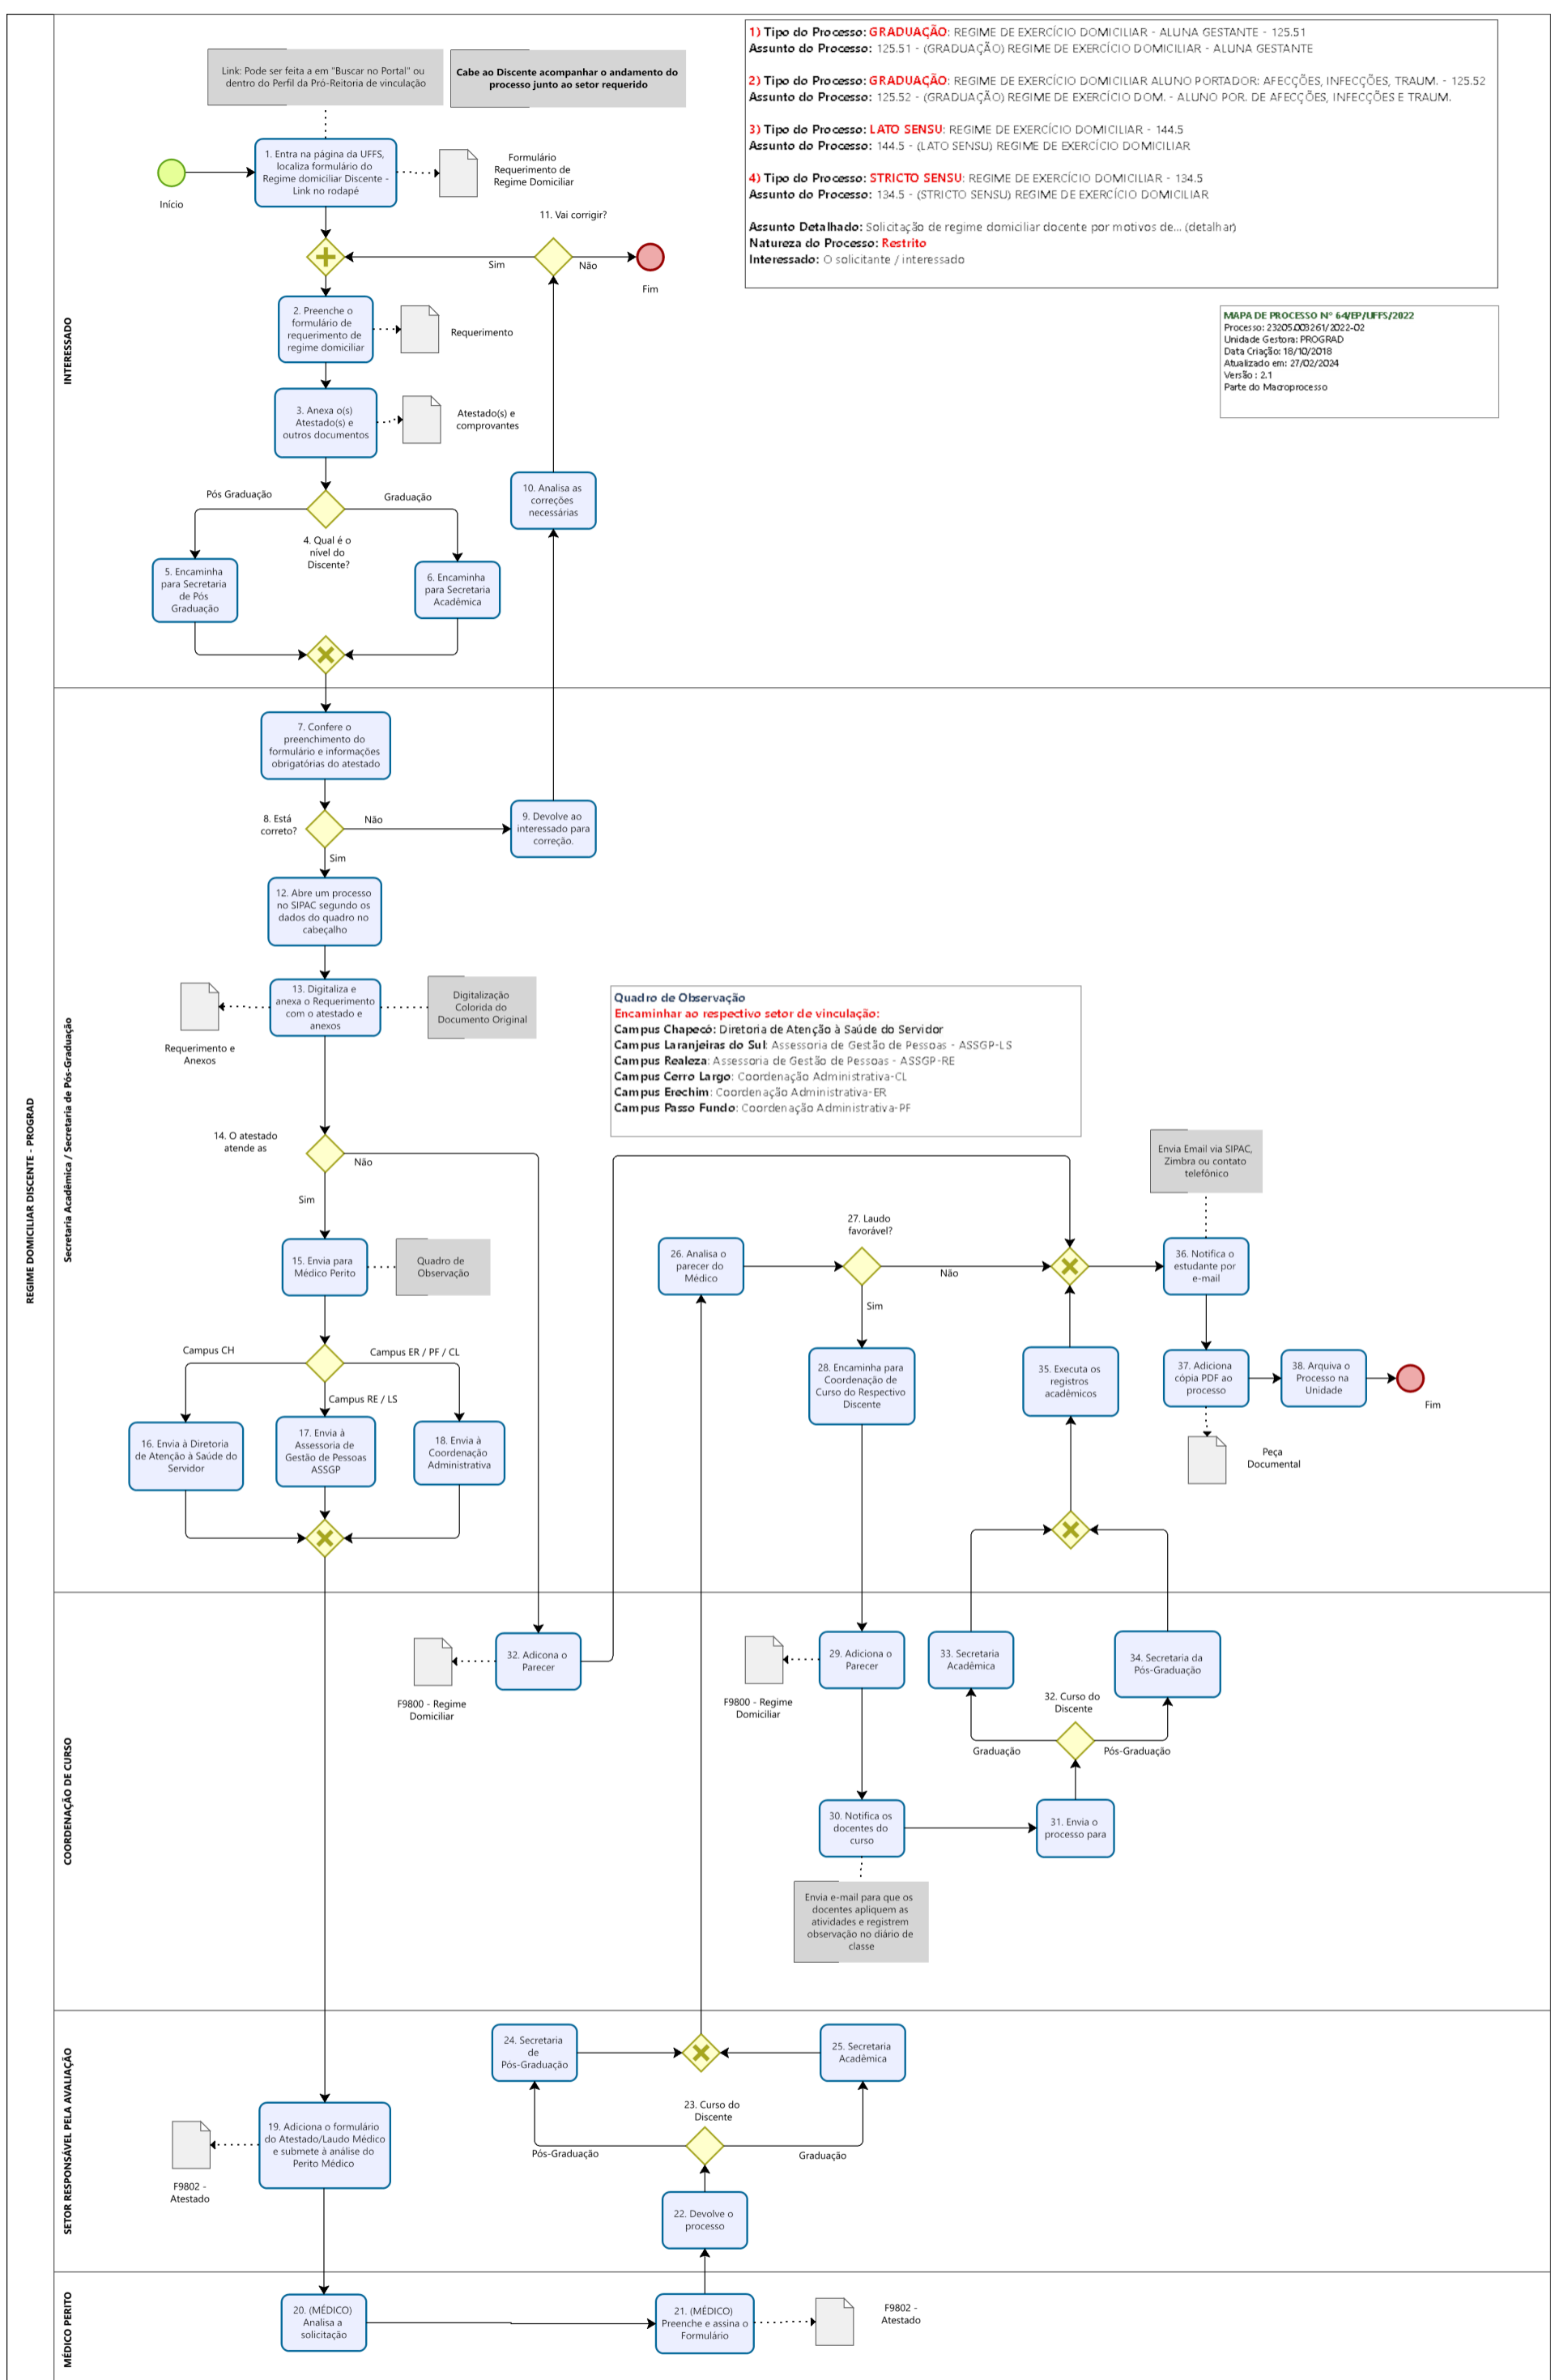 REGIME DOMICILIAR DISCENTE - PROGRAD
INTERESSADO
Link: Pode ser feita a em "Buscar no Portal" ou
dentro do Perfil da Pró-Reitoria de vinculação
Cabe ao Discente acompanhar o andamento do
processo junto ao setor requerido
1) Tipo do Processo: GRADUAÇÃO: REGIME DE EXERCÍCIO DOMICILIAR - ALUNA GESTANTE - 125.51
Assunto do Processo: 125.51 - (GRADUAÇÃO) REGIME DE EXERCÍCIO DOMICILIAR - ALUNA GESTANTE
2) Tipo do Processo: GRADUAÇÃO: REGIME DE EXERCÍCIO DOMICILIAR ALUNO PORTADOR: AFECÇÕES, INFECÇÕES, TRAUM. - 125.52
Assunto do Processo: 125.52 - (GRADUAÇÃO) REGIME DE EXERCÍCIO DOM. - ALUNO POR. DE AFECÇÕES, INFECÇÕES E TRAUM.
3) Tipo do Processo: LATO SENSU: REGIME DE EXERCÍCIO DOMICILIAR - 144.5
Assunto do Processo: 144.5 - (LATO SENSU) REGIME DE EXERCÍCIO DOMICILIAR
4) Tipo do Processo: STRICTO SENSU: REGIME DE EXERCÍCIO DOMICILIAR - 134.5
Assunto do Processo: 134.5 - (STRICTO SENSU) REGIME DE EXERCÍCIO DOMICILIAR
Assunto Detalhado: Solicitação de regime domiciliar docente por motivos de... (detalhar)
Natureza do Processo: Restrito
Interessado: O solicitante / interessado
MAPA DE PROCESSO Nº 64/EP/UFFS/2022
Processo: 23205.003261/2022-02
Unidade Gestora: PROGRAD
Data Criação: 18/10/2018
Atualizado em: 27/02/2024
Versão : 2.1
Parte do Macroprocesso
Início
1. Entra na página da UFFS,
localiza formulário do
Regime domiciliar Discente -
Link no rodapé
Formulário
Requerimento de
Regime Domiciliar
11. Vai corrigir?
Sim
Não
Fim
2. Preenche o
formulário de
requerimento de
regime domiciliar
Requerimento
3. Anexa o(s)
Atestado(s) e
outros documentos
Atestado(s) e
comprovantes
10. Analisa as
correções
necessárias
Pós Graduação
Graduação
4. Qual é o
nível do
Discente?
5. Encaminha
para Secretaria
de Pós
Graduação
6. Encaminha
para Secretaria
Acadêmica
Secretaria Acadêmica / Secretaria de Pós-Graduação
7. Confere o
preenchimento do
formulário e informações
obrigatórias do atestado
8. Está
correto?
Não
Sim
9. Devolve ao
interessado para
correção.
12. Abre um processo
no SIPAC segundo os
dados do quadro no
cabeçalho
13. Digitaliza e
anexa o Requerimento
com o atestado e
anexos
Requerimento e
Anexos
Digitalização
Colorida do
Documento Original
Quadro de Observação
Encaminhar ao respectivo setor de vinculação:
Campus Chapecó: Diretoria de Atenção à Saúde do Servidor
Campus Laranjeiras do Sul: Assessoria de Gestão de Pessoas - ASSGP-LS
Campus Realeza: Assessoria de Gestão de Pessoas - ASSGP-RE
Campus Cerro Largo: Coordenação Administrativa-CL
Campus Erechim: Coordenação Administrativa-ER
Campus Passo Fundo: Coordenação Administrativa-PF
14. O atestado
atende as
Não
Sim
15. Envia para
Médico Perito
Quadro de
Observação
Campus CH
Campus ER / PF / CL
Campus RE / LS
16. Envia à Diretoria
de Atenção à Saúde do
Servidor
17. Envia à
Assessoria de
Gestão de Pessoas
ASSGP
18. Envia à
Coordenação
Administrativa
26. Analisa o
parecer do
Médico
27. Laudo
favorável?
Não
Sim
28. Encaminha para
Coordenação de
Curso do Respectivo
Discente
35. Executa os
registros
acadêmicos
Envia Email via SIPAC,
Zimbra ou contato
telefônico
36. Notifica o
estudante por
e-mail
37. Adiciona
cópia PDF ao
processo
38. Arquiva o
Processo na
Unidade
Fim
Peça
Documental
COORDENAÇÃO DE CURSO
32. Adicona o
Parecer
F9800 - Regime
Domiciliar
29. Adiciona o
Parecer
F9800 - Regime
Domiciliar
33. Secretaria
Acadêmica
34. Secretaria da
Pós-Graduação
32. Curso do
Discente
Graduação
Pós-Graduação
30. Notifica os
docentes do
curso
31. Envia o
processo para
Envia e-mail para que os
docentes apliquem as
atividades e registrem
observação no diário de
classe
SETOR RESPONSÁVEL PELA AVALIAÇÃO
24. Secretaria
de
Pós-Graduação
25. Secretaria
Acadêmica
23. Curso do
Discente
Pós-Graduação
Graduação
19. Adiciona o formulário
do Atestado/Laudo Médico
e submete à análise do
Perito Médico
F9802 -
Atestado
22. Devolve o
processo
MÉDICO PERITO
20. (MÉDICO)
Analisa a
solicitação
21. (MÉDICO)
Preenche e assina o
Formulário
F9802 -
Atestado